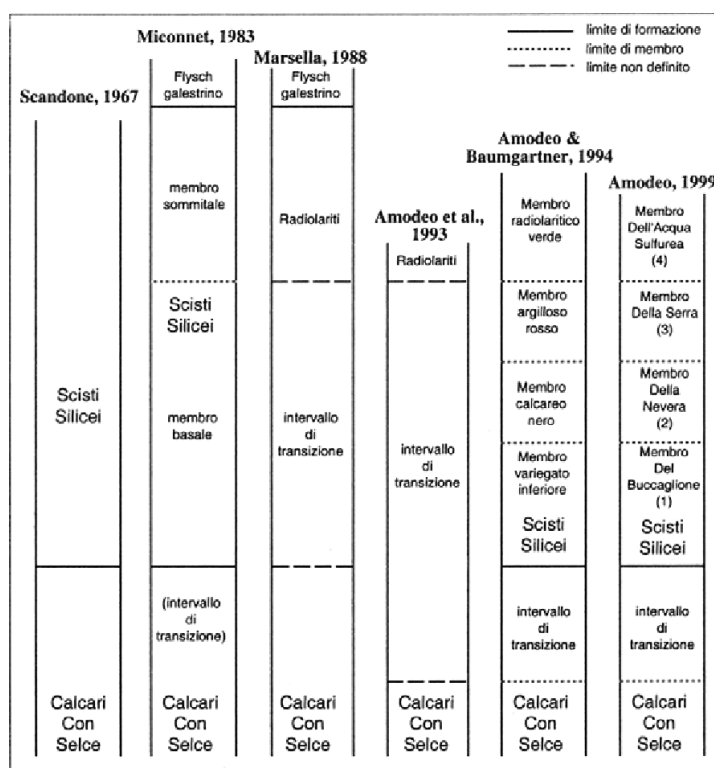 limite di formazione
limite di membro
limite non definito
Scandone, 1967
Scisti
Silicei
Calcari
Con
Selce
Miconnet, 1983
Flysch
galestrino
membro
sommitale
Scisti
Silicei
membro
basale
(intervallo
di
transizione)
Calcari
Con
Selce
Marsella, 1988
Flysch
galestrino
Radiolariti
intervallo
di
transizione
Calcari
Con
Selce
Amodeo et al.,
1993
Radiolariti
intervallo
di
transizione
Calcari
Con
Selce
Amodeo &
Baumgartner, 1994
Membro
radiolaritico
verde
Membro
argilloso
rosso
Membro
calcareo
nero
Membro
variegato
inferiore
Scisti
Silicei
intervallo
di
transizione
Calcari
Con
Selce
Amodeo, 1999
Membro
Dell'Acqua
Sulfurea
(4)
Membro
Della Serra
(3)
Membro
Della
Nevera
(2)
Membro
Del
Buccaglione
(1)
Scisti
Silicei
intervallo
di
transizione
Calcari
Con
Selce